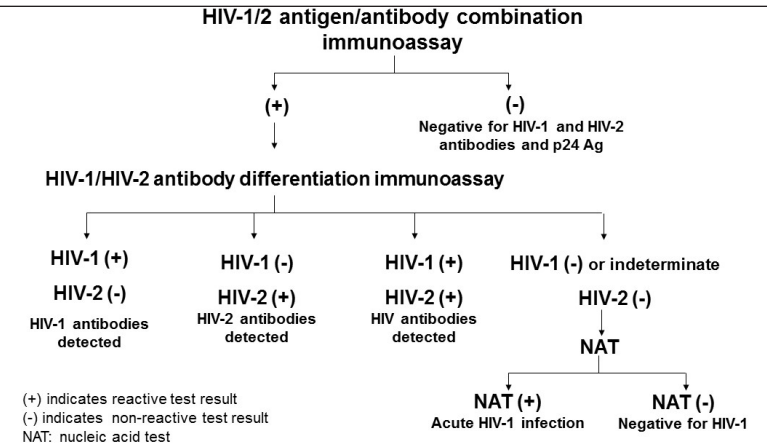 HIV-1/2 antigen/antibody combination
immunoassay
(+)
(-)
Negative for HIV-1 and HIV-2
antibodies and p24 Ag
HIV-1/HIV-2 antibody differentiation immunoassay
HIV-1 (+)
HIV-2 (-)
HIV-1 antibodies
detected
HIV-1 (-)
HIV-2 (+)
HIV-2 antibodies
detected
HIV-1 (+)
HIV-2 (+)
HIV antibodies
detected
HIV-1 (-) or indeterminate
HIV-2 (-)
NAT
NAT (+)
Acute HIV-1 infection
NAT (-)
Negative for HIV-1
(+) indicates reactive test result
(-) indicates non-reactive test result
NAT: nucleic acid test